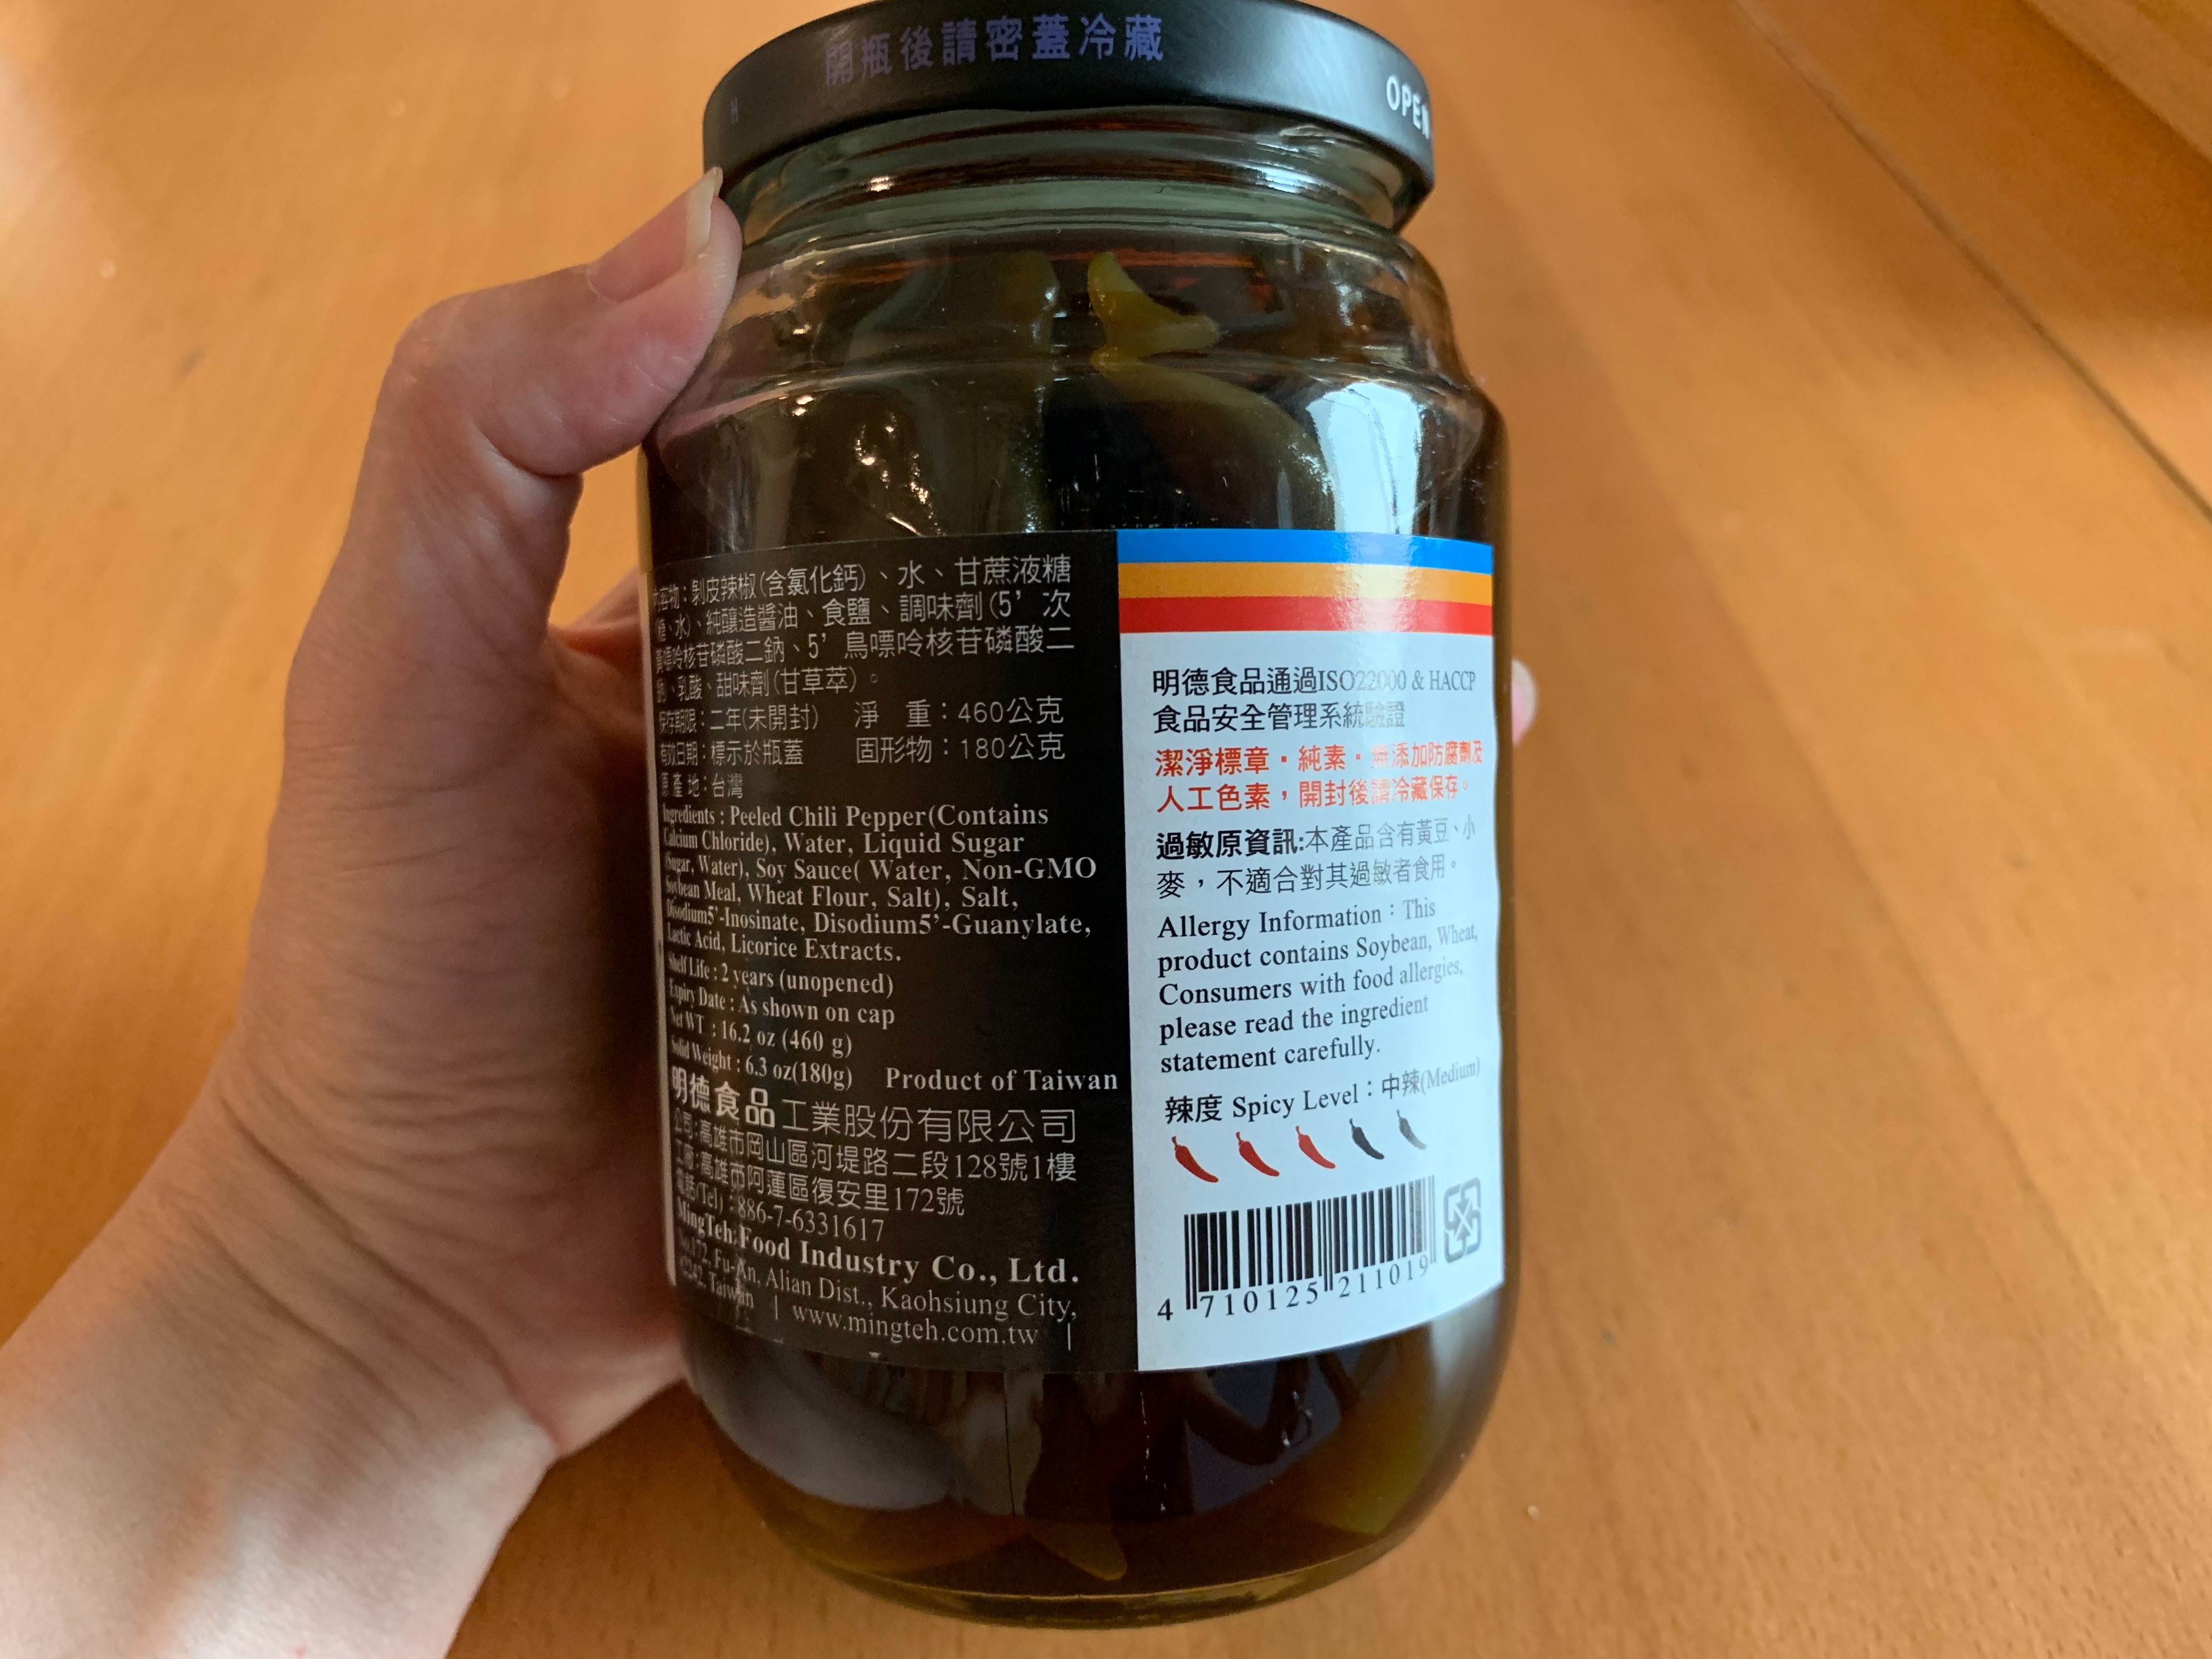 開瓶後請密蓋冷藏
OPEN
內容物：剝皮辣椒(含氯化鈣)、水、甘蔗液糖
(糖、水)、純釀造醬油、食鹽、調味劑(5’次
黃嘌呤核苷磷酸二鈉、5’鳥嘌呤核苷磷酸二
鈉、乳酸、甜味劑(甘草萃)。
保存期限：二年(未開封) 淨 重：460公克
有效日期：標示於瓶蓋 固形物：180公克
原產地：台灣
Ingredients : Peeled Chili Pepper(Contains
Calcium Chloride), Water, Liquid Sugar
(Sugar, Water), Soy Sauce( Water, Non-GMO
Soybean Meal, Wheat Flour, Salt), Salt,
Disodium5’-Inosinate, Disodium5’-Guanylate,
Lactic Acid, Licorice Extracts.
Shelf Life : 2 years (unopened)
Expiry Date : As shown on cap
Net WT : 16.2 oz (460 g)
Solid Weight : 6.3 oz(180g) Product of Taiwan
明德食品工業股份有限公司
公司:高雄市岡山區河堤路二段128號1樓
工廠:高雄市阿蓮區復安里172號
電話(Tel) : 886-7-6331617
MingTeh Food Industry Co., Ltd.
172, Fu-An, Alian Dist., Kaohsiung City,
Taiwan | www.mingteh.com.tw |
明德食品通過ISO22000 & HACCP
食品安全管理系統驗證
潔淨標章・純素・無添加防腐劑及
人工色素，開封後請冷藏保存。
過敏原資訊:本產品含有黃豆、小
麥，不適合對其過敏者食用。
Allergy Information：This
product contains Soybean, Wheat,
Consumers with food allergies,
please read the ingredient
statement carefully.
辣度 Spicy Level：中辣(Medium)
4 710125 211019